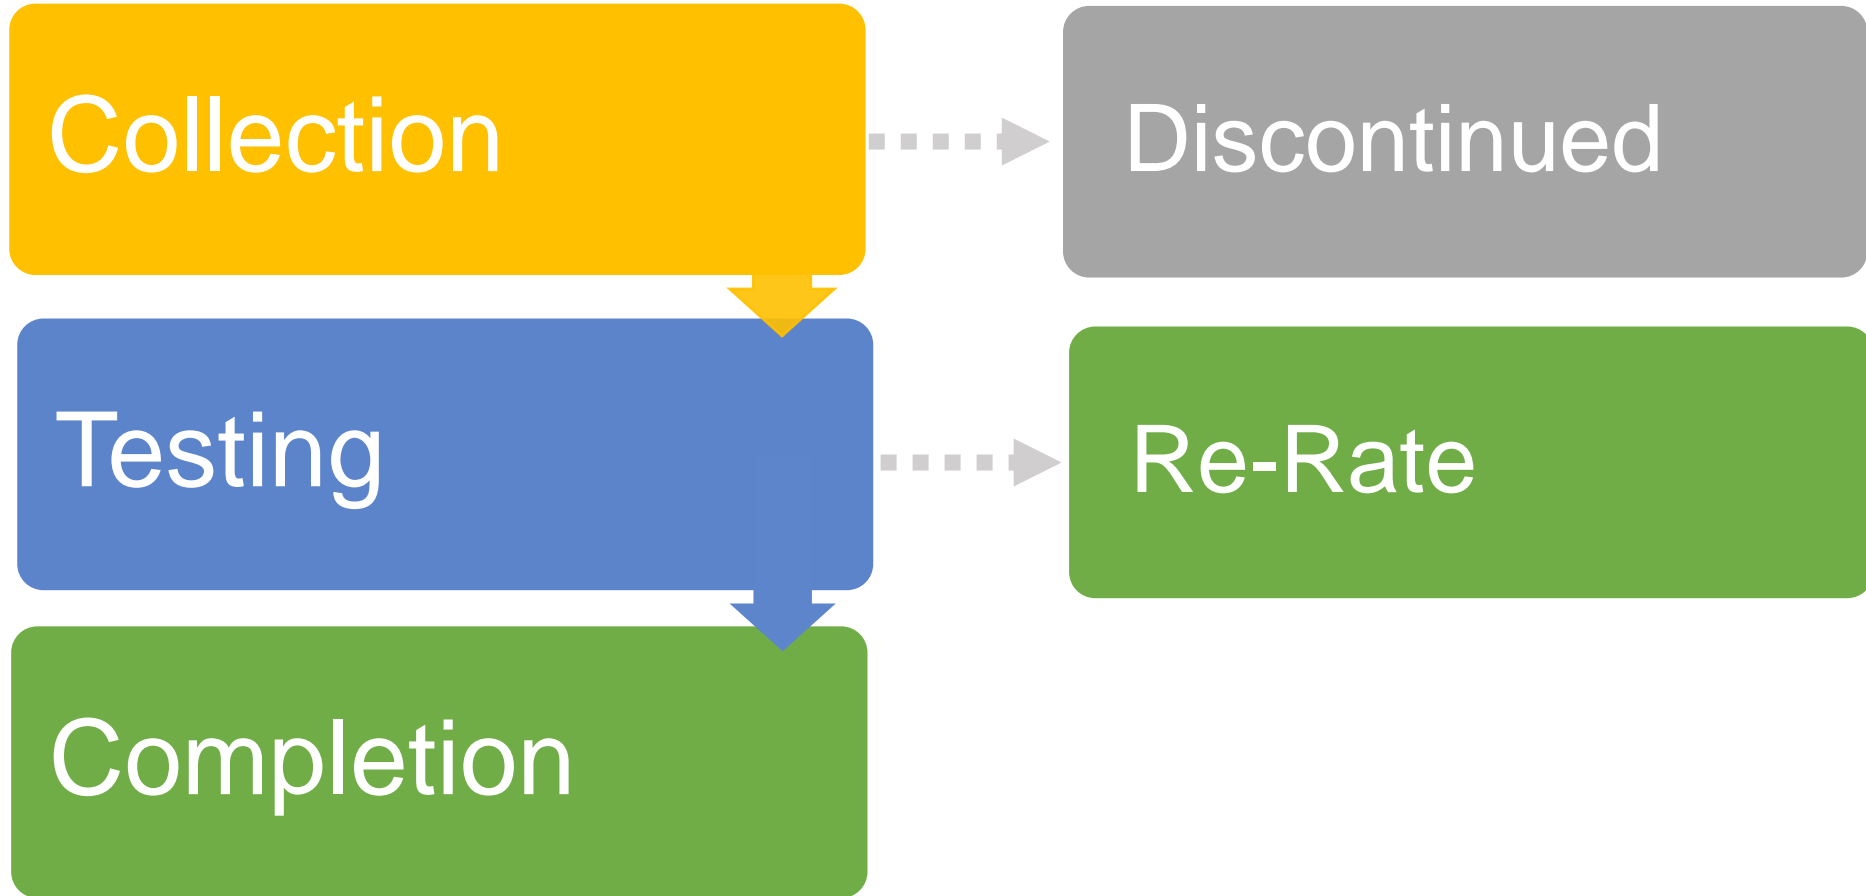 Collection
Discontinued
Testing
Re-Rate
Completion